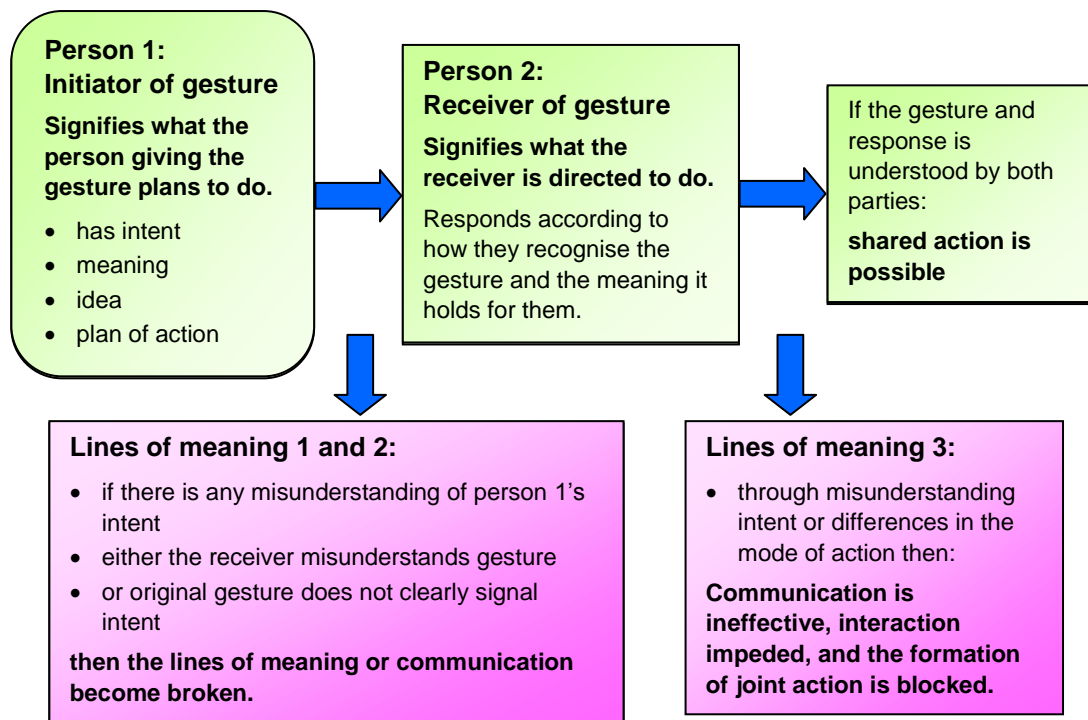 Person 1:
Initiator of gesture
Signifies what the
person giving the
gesture plans to do.
• has intent
• meaning
• idea
• plan of action
Person 2:
Receiver of gesture
Signifies what the
receiver is directed to do.
Responds according to
how they recognise the
gesture and the meaning it
holds for them.
If the gesture and
response is
understood by both
parties:
shared action is
possible
Lines of meaning 1 and 2:
• if there is any misunderstanding of person 1's
intent
• either the receiver misunderstands gesture
• or original gesture does not clearly signal
intent
then the lines of meaning or communication
become broken.
Lines of meaning 3:
• through misunderstanding
intent or differences in the
mode of action then:
Communication is
ineffective, interaction
impeded, and the formation
of joint action is blocked.